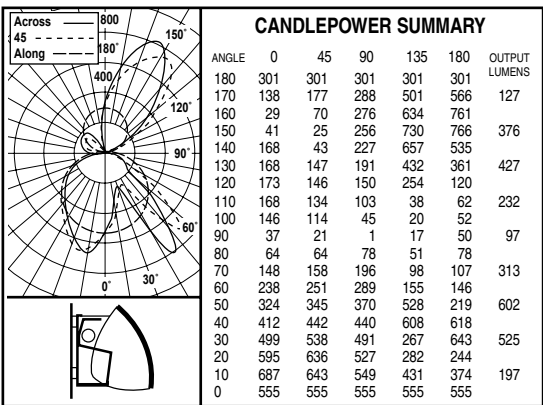 Across 800
45
Along
180°
150°
400
120°
90°
60°
30°
0°
CANDLEPOWER SUMMARY
ANGLE 0 45 90 135 180 OUTPUT
LUMENS
180 301 301 301 301 301
170 138 177 288 501 566 127
160 29 70 276 634 761
150 41 25 256 730 766 376
140 168 43 227 657 535
130 168 147 191 432 361 427
120 173 146 150 254 120
110 168 134 103 38 62 232
100 146 114 45 20 52
90 37 21 1 17 50 97
80 64 64 78 51 78
70 148 158 196 98 107 313
60 238 251 289 155 146
50 324 345 370 528 219 602
40 412 442 440 608 618
30 499 538 491 267 643 525
20 595 636 527 282 244
10 687 643 549 431 374 197
0 555 555 555 555 555